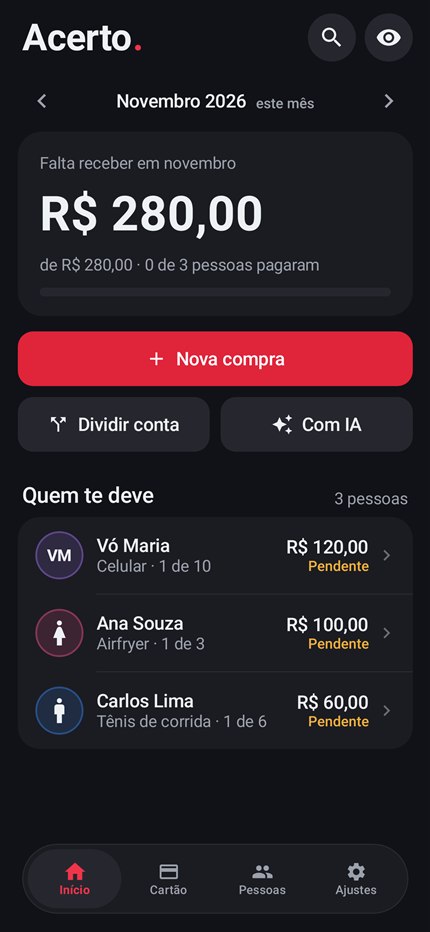 Acerto.
Novembro 2026 este mês
Falta receber em novembro
R$ 280,00
de R$ 280,00 · 0 de 3 pessoas pagaram
Nova compra
Dividir conta
Com IA
Quem te deve
3 pessoas
VM
Vó Maria
R$ 120,00
Celular · 1 de 10
Pendente
Ana Souza
R$ 100,00
Airfryer · 1 de 3
Pendente
Carlos Lima
R$ 60,00
Tênis de corrida · 1 de 6
Pendente
Início
Cartão
Pessoas
Ajustes